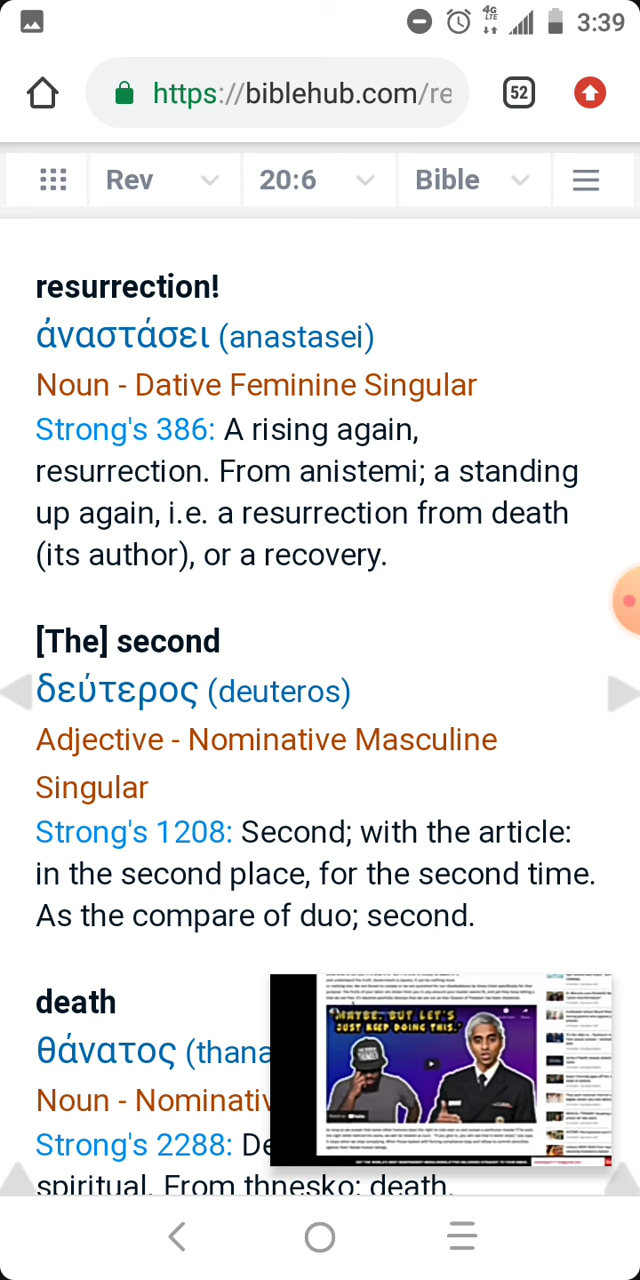 4G
LTE
3:39
https://biblehub.com/re
52
Rev
20:6
Bible
resurrection!
ἀναστάσει (anastasei)
Noun - Dative Feminine Singular
Strong's 386: A rising again,
resurrection. From anistemi; a standing
up again, i.e. a resurrection from death
(its author), or a recovery.
[The] second
δεύτερος (deuteros)
Adjective - Nominative Masculine
Singular
Strong's 1208: Second; with the article:
in the second place, for the second time.
As the compare of duo; second.
death
θάνατος (thana
Noun - Nominativ
Strong's 2288: De
spiritual. From thnesko; death.
MAYBE. BUT LET'S
JUST KEEP DOING THIS."